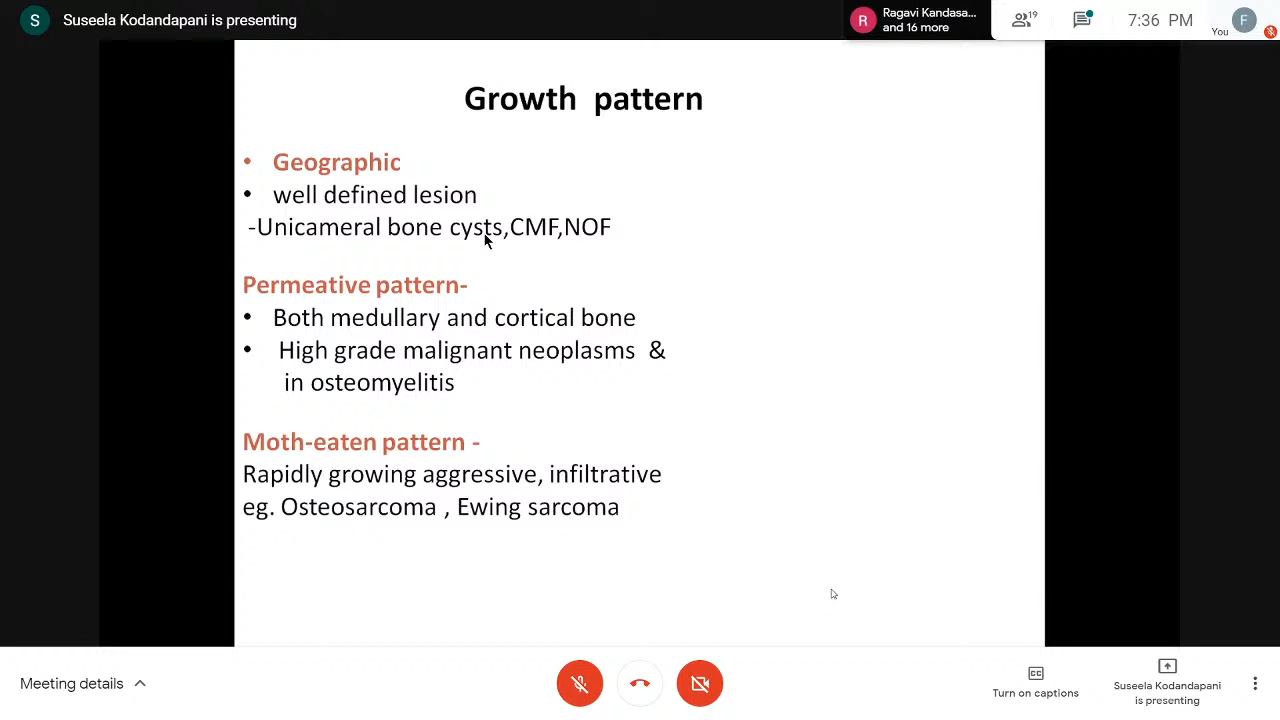 S Suseela Kodandapani is presenting
R Ragavi Kandasa...
and 16 more
19
7:36 PM
You
F
Growth pattern
• Geographic
• well defined lesion
-Unicameral bone cysts,CMF,NOF
Permeative pattern-
• Both medullary and cortical bone
• High grade malignant neoplasms &
in osteomyelitis
Moth-eaten pattern -
Rapidly growing aggressive, infiltrative
eg. Osteosarcoma , Ewing sarcoma
Meeting details
CC
Turn on captions
Suseela Kodandapani
is presenting